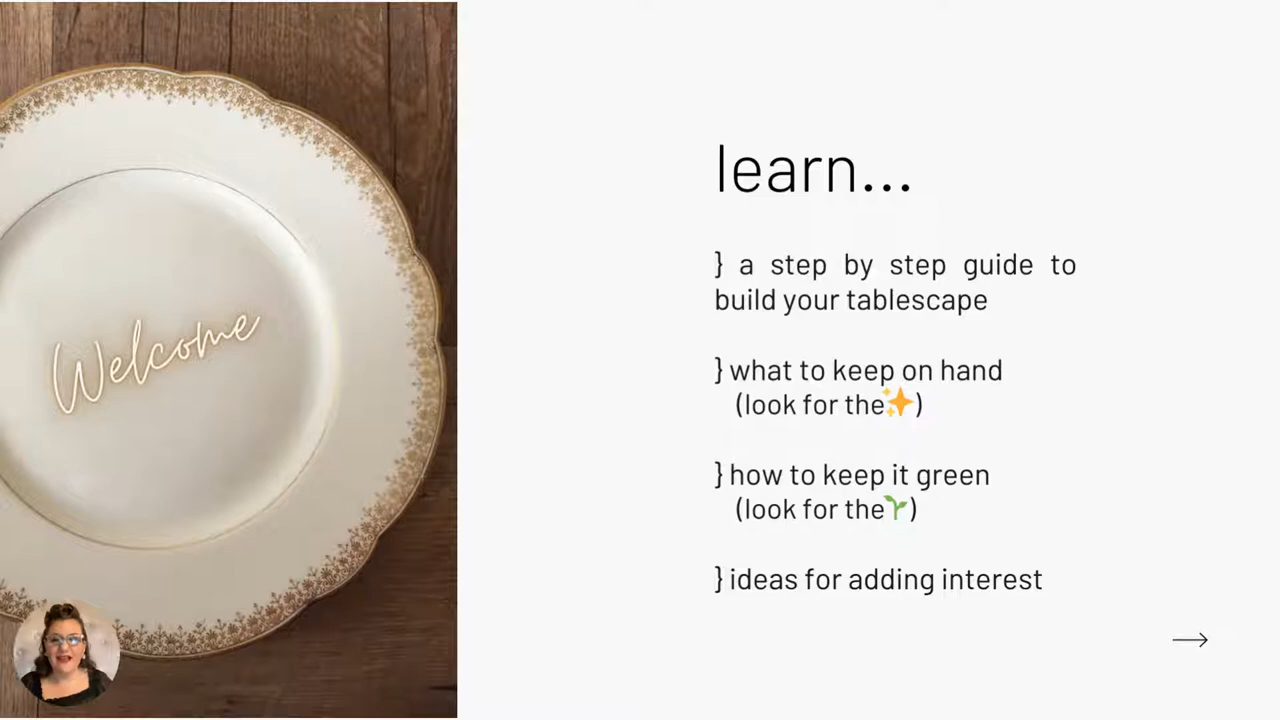 Welcome
learn...
} a step by step guide to
build your tablescape
} what to keep on hand
(look for the✨)
} how to keep it green
(look for the🌱)
} ideas for adding interest